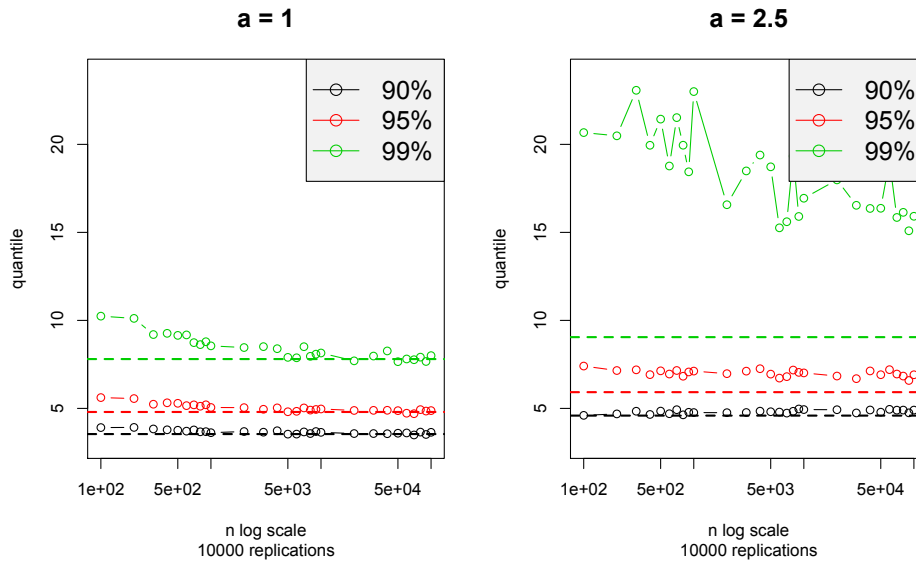 a = 1
90%
95%
99%
quantile
5
10
15
20
1e+02
5e+02
5e+03
5e+04
n log scale
10000 replications
a = 2.5
90%
95%
99%
quantile
5
10
15
20
1e+02
5e+02
5e+03
5e+04
n log scale
10000 replications